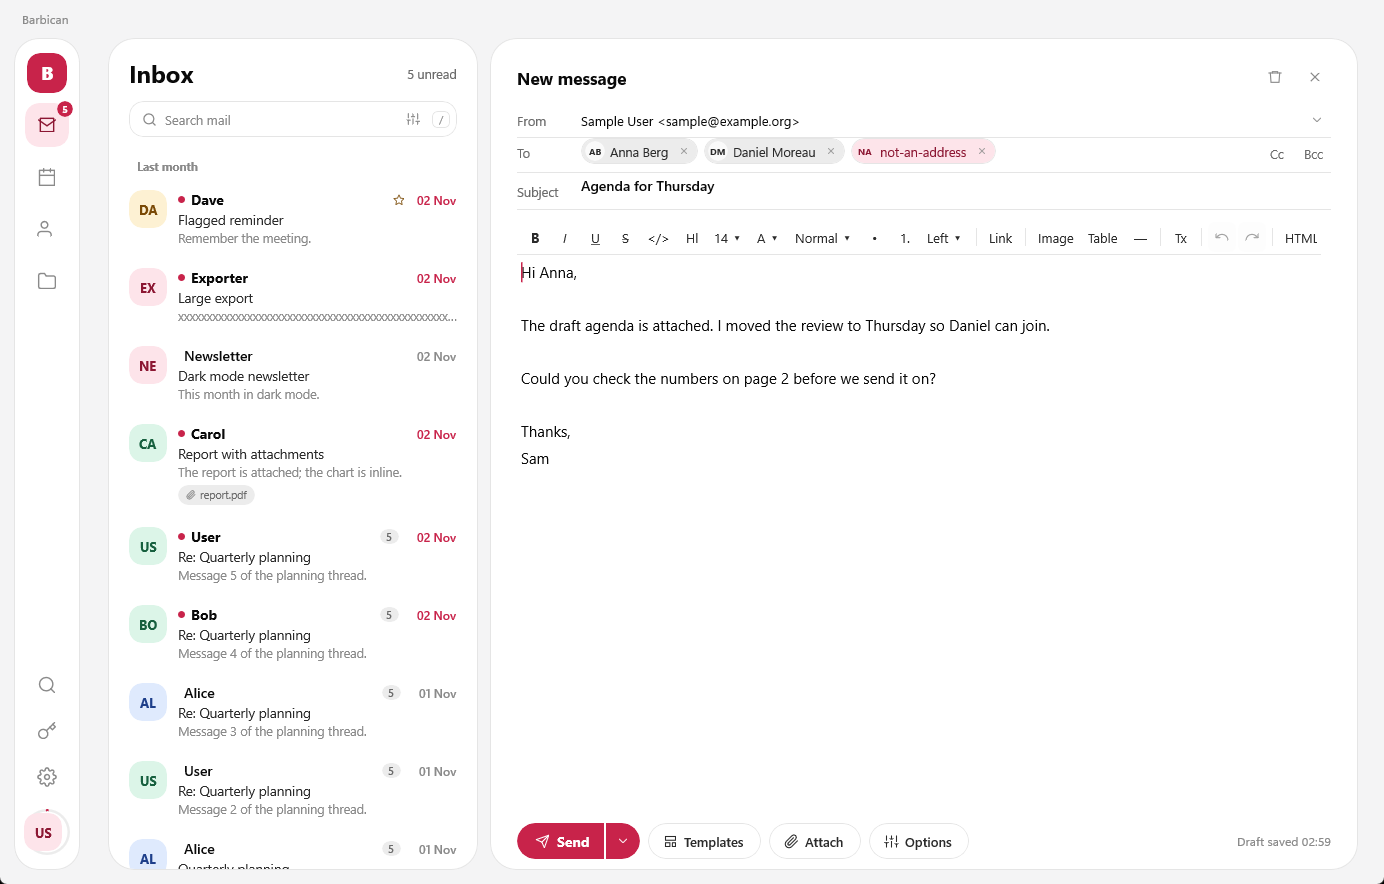 Barbican
B
5
US
Inbox
5 unread
Search mail /
Last month
DA Dave 02 Nov
Flagged reminder
Remember the meeting.
EX Exporter 02 Nov
Large export
NE Newsletter 02 Nov
Dark mode newsletter
This month in dark mode.
CA Carol 02 Nov
Report with attachments
The report is attached; the chart is inline.
report.pdf
US User 5 02 Nov
Re: Quarterly planning
Message 5 of the planning thread.
BO Bob 5 02 Nov
Re: Quarterly planning
Message 4 of the planning thread.
AL Alice 5 01 Nov
Re: Quarterly planning
Message 3 of the planning thread.
US User 5 01 Nov
Re: Quarterly planning
Message 2 of the planning thread.
AL Alice 5 01 Nov
Quarterly planning
New message
From Sample User <sample@example.org>
To AB Anna Berg × DM Daniel Moreau × NA not-an-address × Cc Bcc
Subject Agenda for Thursday
B I U S </> Hl 14 ▾ A ▾ Normal ▾ • 1. Left ▾ Link Image Table — Tx HTML
Hi Anna,
The draft agenda is attached. I moved the review to Thursday so Daniel can join.
Could you check the numbers on page 2 before we send it on?
Thanks,
Sam
Send Templates Attach Options Draft saved 02:59